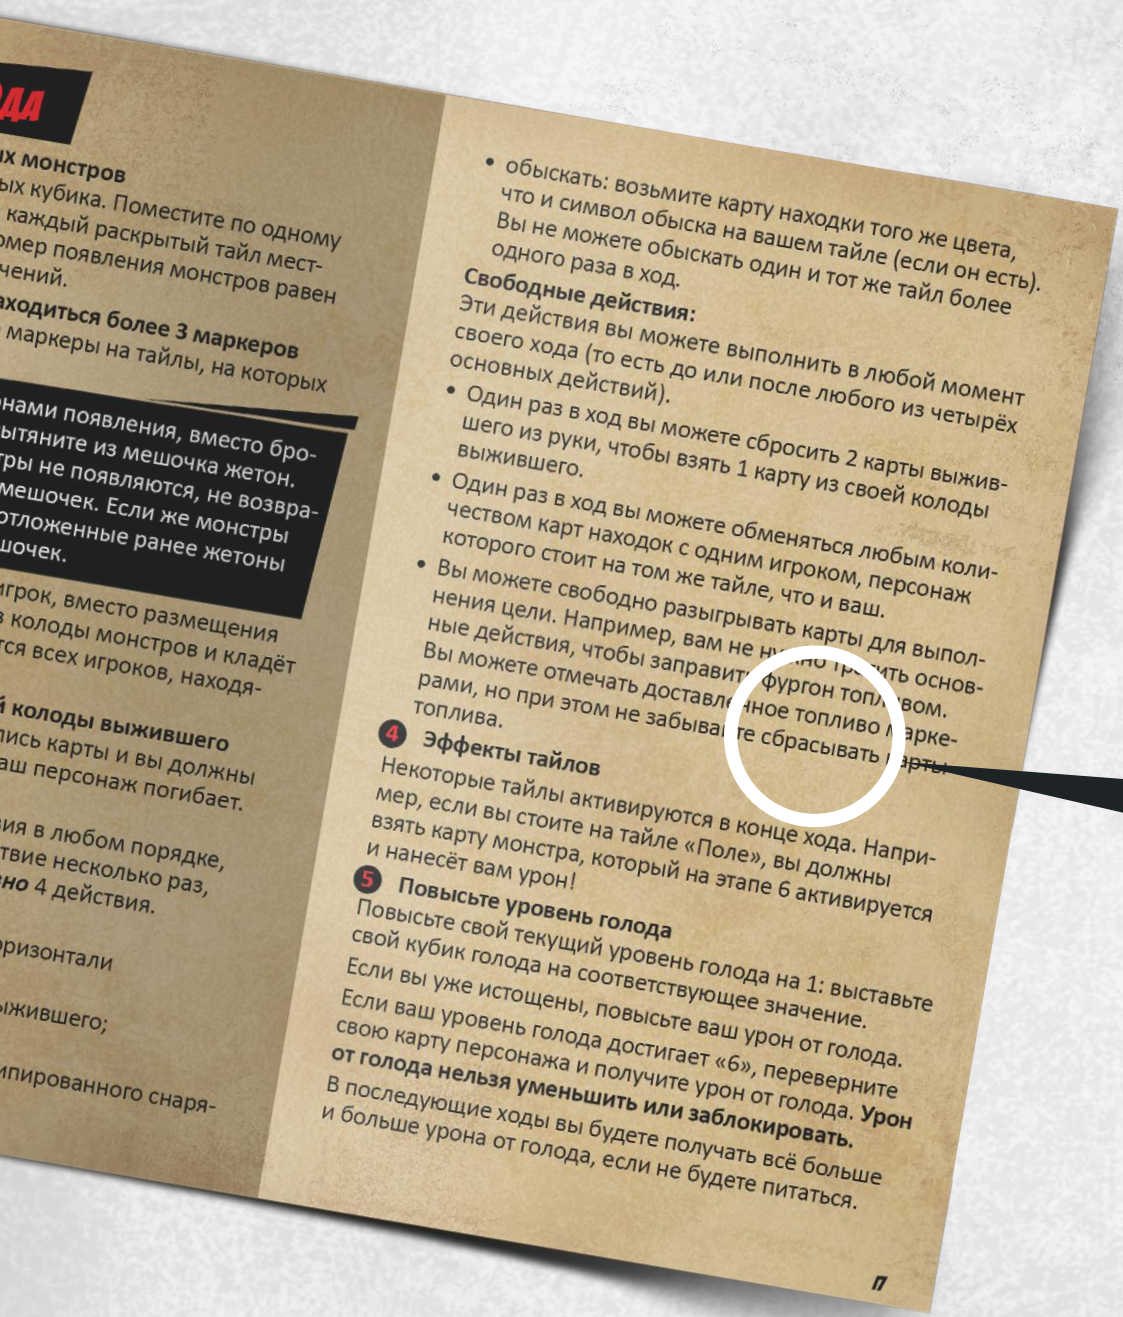 ОДА
ых монстров
ых кубика. Поместите по одному
каждый раскрытый тайл мест-
омер появления монстров равен
чений.
аходиться более 3 маркеров
маркеры на тайлы, на которых
нами появления, вместо бро-
ытяните из мешочка жетон.
тры не появляются, не возвра-
мешочек. Если же монстры
отложенные ранее жетоны
шочек.
игрок, вместо размещения
в колоды монстров и кладёт
тся всех игроков, находя-
й колоды выжившего
лись карты и вы должны
аш персонаж погибает.
вия в любом порядке,
ствие несколько раз,
вно 4 действия.
оризонтали
ыжившего;
ипированного снаря-
• обыскать: возьмите карту находки того же цвета,
что и символ обыска на вашем тайле (если он есть).
Вы не можете обыскать один и тот же тайл более
одного раза в ход.
Свободные действия:
Эти действия вы можете выполнить в любой момент
своего хода (то есть до или после любого из четырёх
основных действий).
• Один раз в ход вы можете сбросить 2 карты выжив-
шего из руки, чтобы взять 1 карту из своей колоды
выжившего.
• Один раз в ход вы можете обменяться любым коли-
чеством карт находок с одним игроком, персонаж
которого стоит на том же тайле, что и ваш.
• Вы можете свободно разыгрывать карты для выпол-
нения цели. Например, вам не нужно тратить основ-
ные действия, чтобы заправить фургон топливом.
Вы можете отмечать доставленное топливо марке-
рами, но при этом не забывайте сбрасывать карты
топлива.
4 Эффекты тайлов
Некоторые тайлы активируются в конце хода. Напри-
мер, если вы стоите на тайле «Поле», вы должны
взять карту монстра, который на этапе 6 активируется
и нанесёт вам урон!
5 Повысьте уровень голода
Повысьте свой текущий уровень голода на 1: выставьте
свой кубик голода на соответствующее значение.
Если вы уже истощены, повысьте ваш урон от голода.
Если ваш уровень голода достигает «6», переверните
свою карту персонажа и получите урон от голода. Урон
от голода нельзя уменьшить или заблокировать.
В последующие ходы вы будете получать всё больше
и больше урона от голода, если не будете питаться.
17